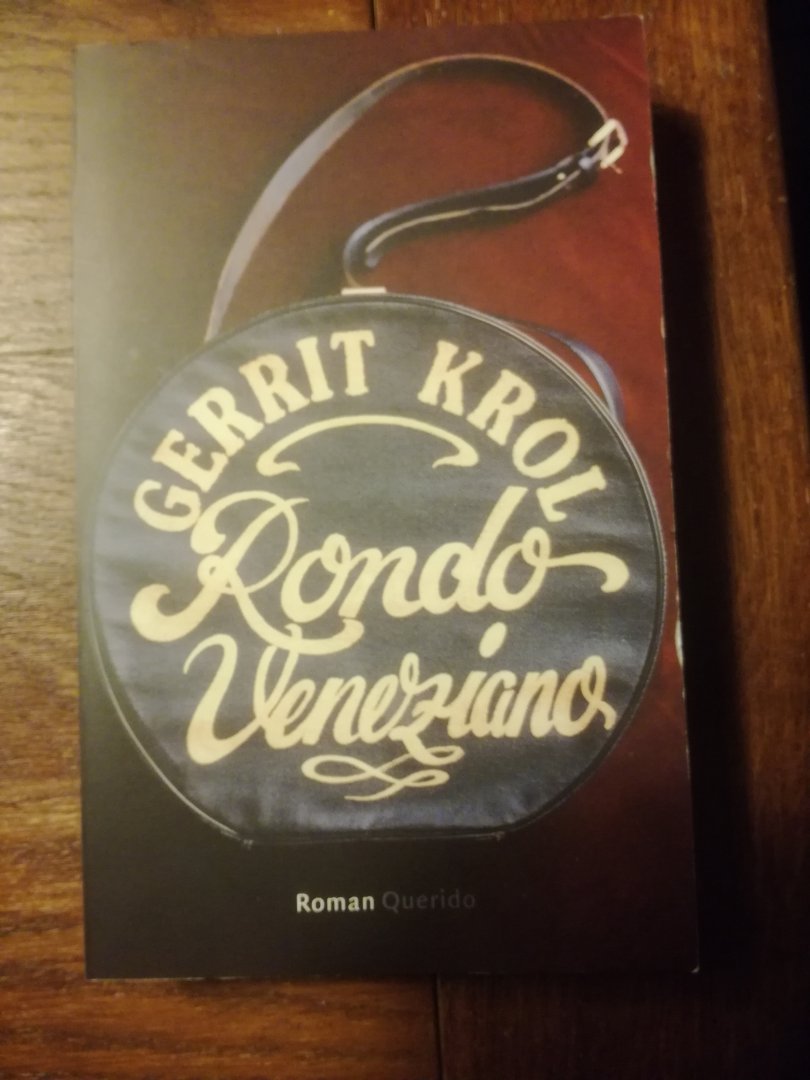 GERRIT KROL
Rondo
Veneziano
Roman Querido